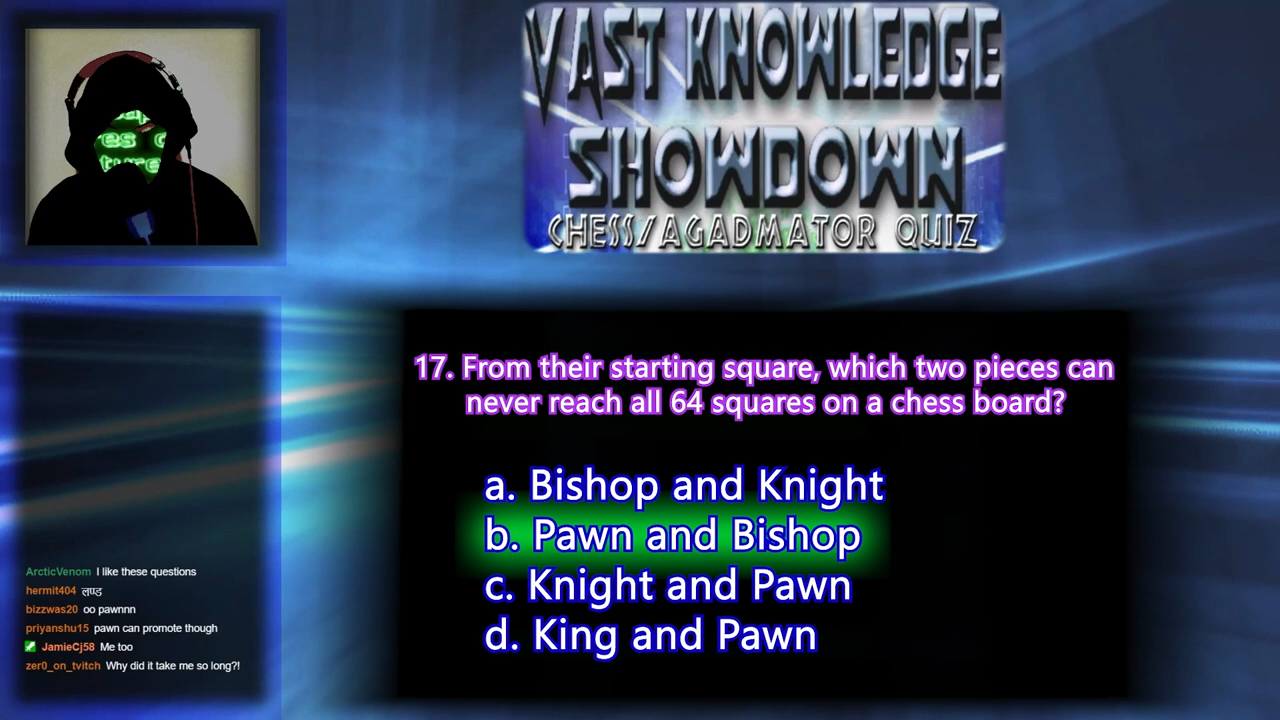 VAST KNOWLEDGE
SHOWDOWN
CHESS/AGADMATOR QUIZ
es
ture
17. From their starting square, which two pieces can
never reach all 64 squares on a chess board?
a. Bishop and Knight
b. Pawn and Bishop
c. Knight and Pawn
d. King and Pawn
ArcticVenom I like these questions
hermit404 लण्ड
bizzwas20 oo pawnnn
priyanshu15 pawn can promote though
JamieCj58 Me too
zer0_on_tvitch Why did it take me so long?!